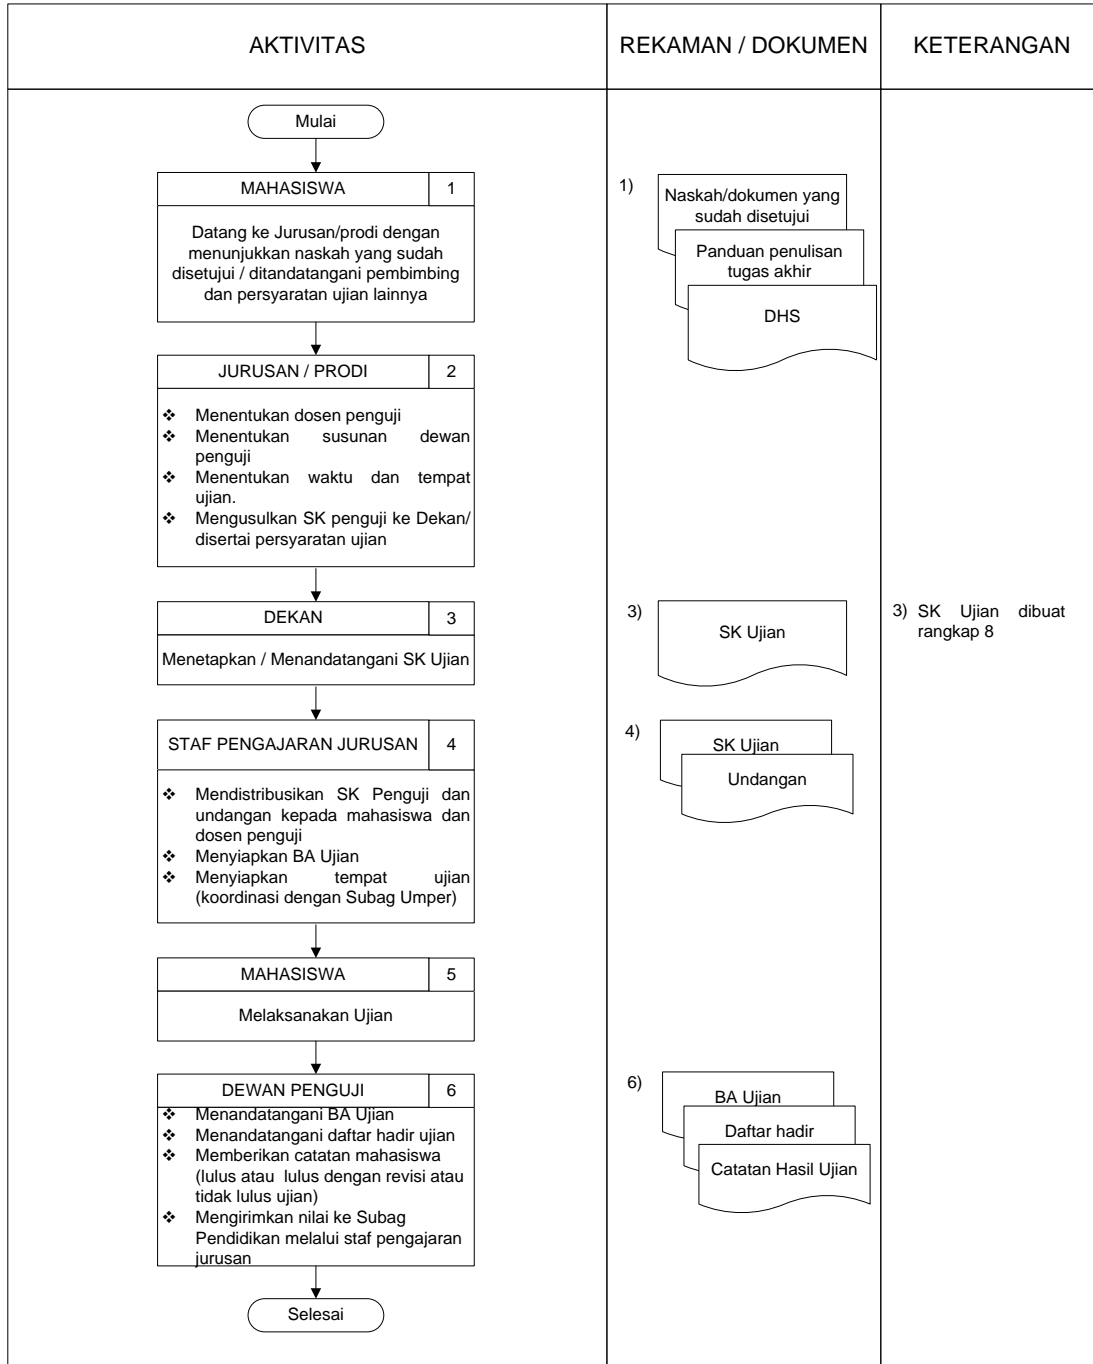 AKTIVITAS
REKAMAN / DOKUMEN
KETERANGAN
Mulai
MAHASISWA
1
Datang ke Jurusan/prodi dengan
menunjukkan naskah yang sudah
disetujui / ditandatangani pembimbing
dan persyaratan ujian lainnya
1)
Naskah/dokumen yang
sudah disetujui
Panduan penulisan
tugas akhir
DHS
JURUSAN / PRODI
2
❖ Menentukan dosen penguji
❖ Menentukan susunan dewan
penguji
❖ Menentukan waktu dan tempat
ujian.
❖ Mengusulkan SK penguji ke Dekan/
disertai persyaratan ujian
DEKAN
3
Menetapkan / Menandatangani SK Ujian
3)
SK Ujian
3) SK Ujian dibuat
rangkap 8
STAF PENGAJARAN JURUSAN
4
❖ Mendistribusikan SK Penguji dan
undangan kepada mahasiswa dan
dosen penguji
❖ Menyiapkan BA Ujian
❖ Menyiapkan tempat ujian
(koordinasi dengan Subag Umper)
4)
SK Ujian
Undangan
MAHASISWA
5
Melaksanakan Ujian
DEWAN PENGUJI
6
❖ Menandatangani BA Ujian
❖ Menandatangani daftar hadir ujian
❖ Memberikan catatan mahasiswa
(lulus atau lulus dengan revisi atau
tidak lulus ujian)
❖ Mengirimkan nilai ke Subag
Pendidikan melalui staf pengajaran
jurusan
6)
BA Ujian
Daftar hadir
Catatan Hasil Ujian
Selesai